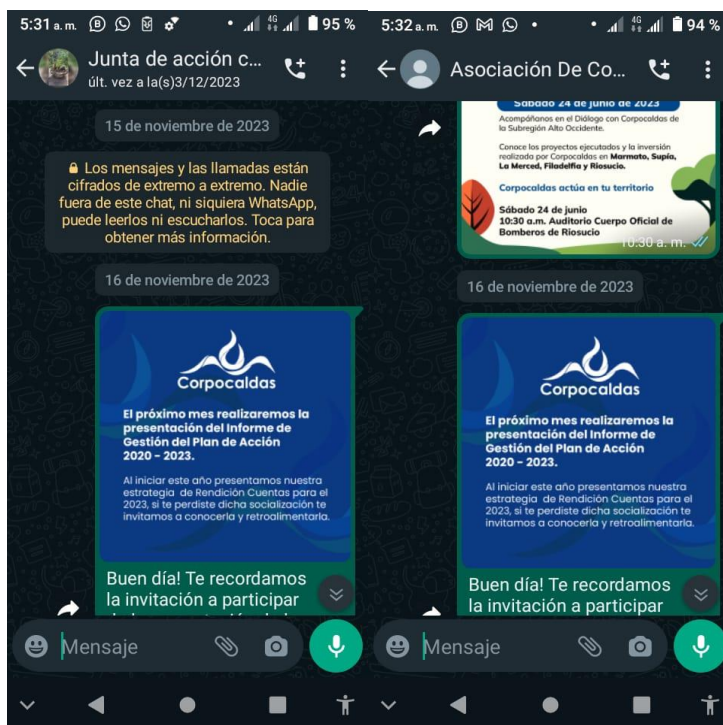 5:31 a. m.
4G
95 %
Junta de acción c...
últ. vez a la(s)3/12/2023
15 de noviembre de 2023
Los mensajes y las llamadas están
cifrados de extremo a extremo. Nadie
fuera de este chat, ni siquiera WhatsApp,
puede leerlos ni escucharlos. Toca para
obtener más información.
16 de noviembre de 2023
Corpocaldas
El próximo mes realizaremos la
presentación del Informe de
Gestión del Plan de Acción
2020 - 2023.
Al iniciar este año presentamos nuestra
estrategia de Rendición Cuentas para el
2023, si te perdiste dicha socialización te
invitamos a conocerla y retroalimentarla.
Buen día! Te recordamos
la invitación a participar
Mensaje
5:32 a. m.
4G
94 %
Asociación De Co...
Sábado 24 de junio de 2023
Acompáñanos en el Diálogo con Corpocaldas de
la Subregión Alto Occidente.
Conoce los proyectos ejecutados y la inversión
realizada por Corpocaldas en Marmato, Supía,
La Merced, Filadelfia y Riosucio.
Corpocaldas actúa en tu territorio
Sábado 24 de junio
10:30 a.m. Auditorio Cuerpo Oficial de
Bomberos de Riosucio
10:30 a. m.
16 de noviembre de 2023
Corpocaldas
El próximo mes realizaremos la
presentación del Informe de
Gestión del Plan de Acción
2020 - 2023.
Al iniciar este año presentamos nuestra
estrategia de Rendición Cuentas para el
2023, si te perdiste dicha socialización te
invitamos a conocerla y retroalimentarla.
Buen día! Te recordamos
la invitación a participar
Mensaje